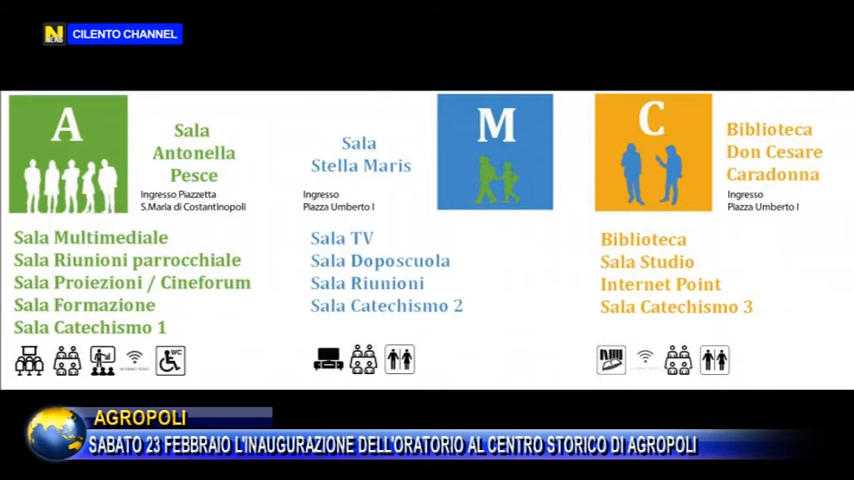 N
NEWS
CILENTO CHANNEL
A
Sala
Antonella
Pesce
Ingresso Piazzetta
S.Maria di Costantinopoli
Sala Multimediale
Sala Riunioni parrocchiale
Sala Proiezioni / Cineforum
Sala Formazione
Sala Catechismo 1
WC
Sala
Stella Maris
Ingresso
Piazza Umberto I
M
Sala TV
Sala Doposcuola
Sala Riunioni
Sala Catechismo 2
C
Biblioteca
Don Cesare
Caradonna
Ingresso
Piazza Umberto I
Biblioteca
Sala Studio
Internet Point
Sala Catechismo 3
AGROPOLI
SABATO 23 FEBBRAIO L'INAUGURAZIONE DELL'ORATORIO AL CENTRO STORICO DI AGROPOLI